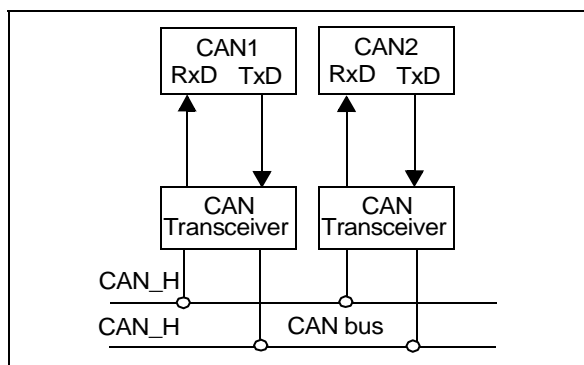 CAN1 CAN2
RxD TxD RxD TxD
CAN CAN
Transceiver Transceiver
CAN_H
CAN_H CAN bus